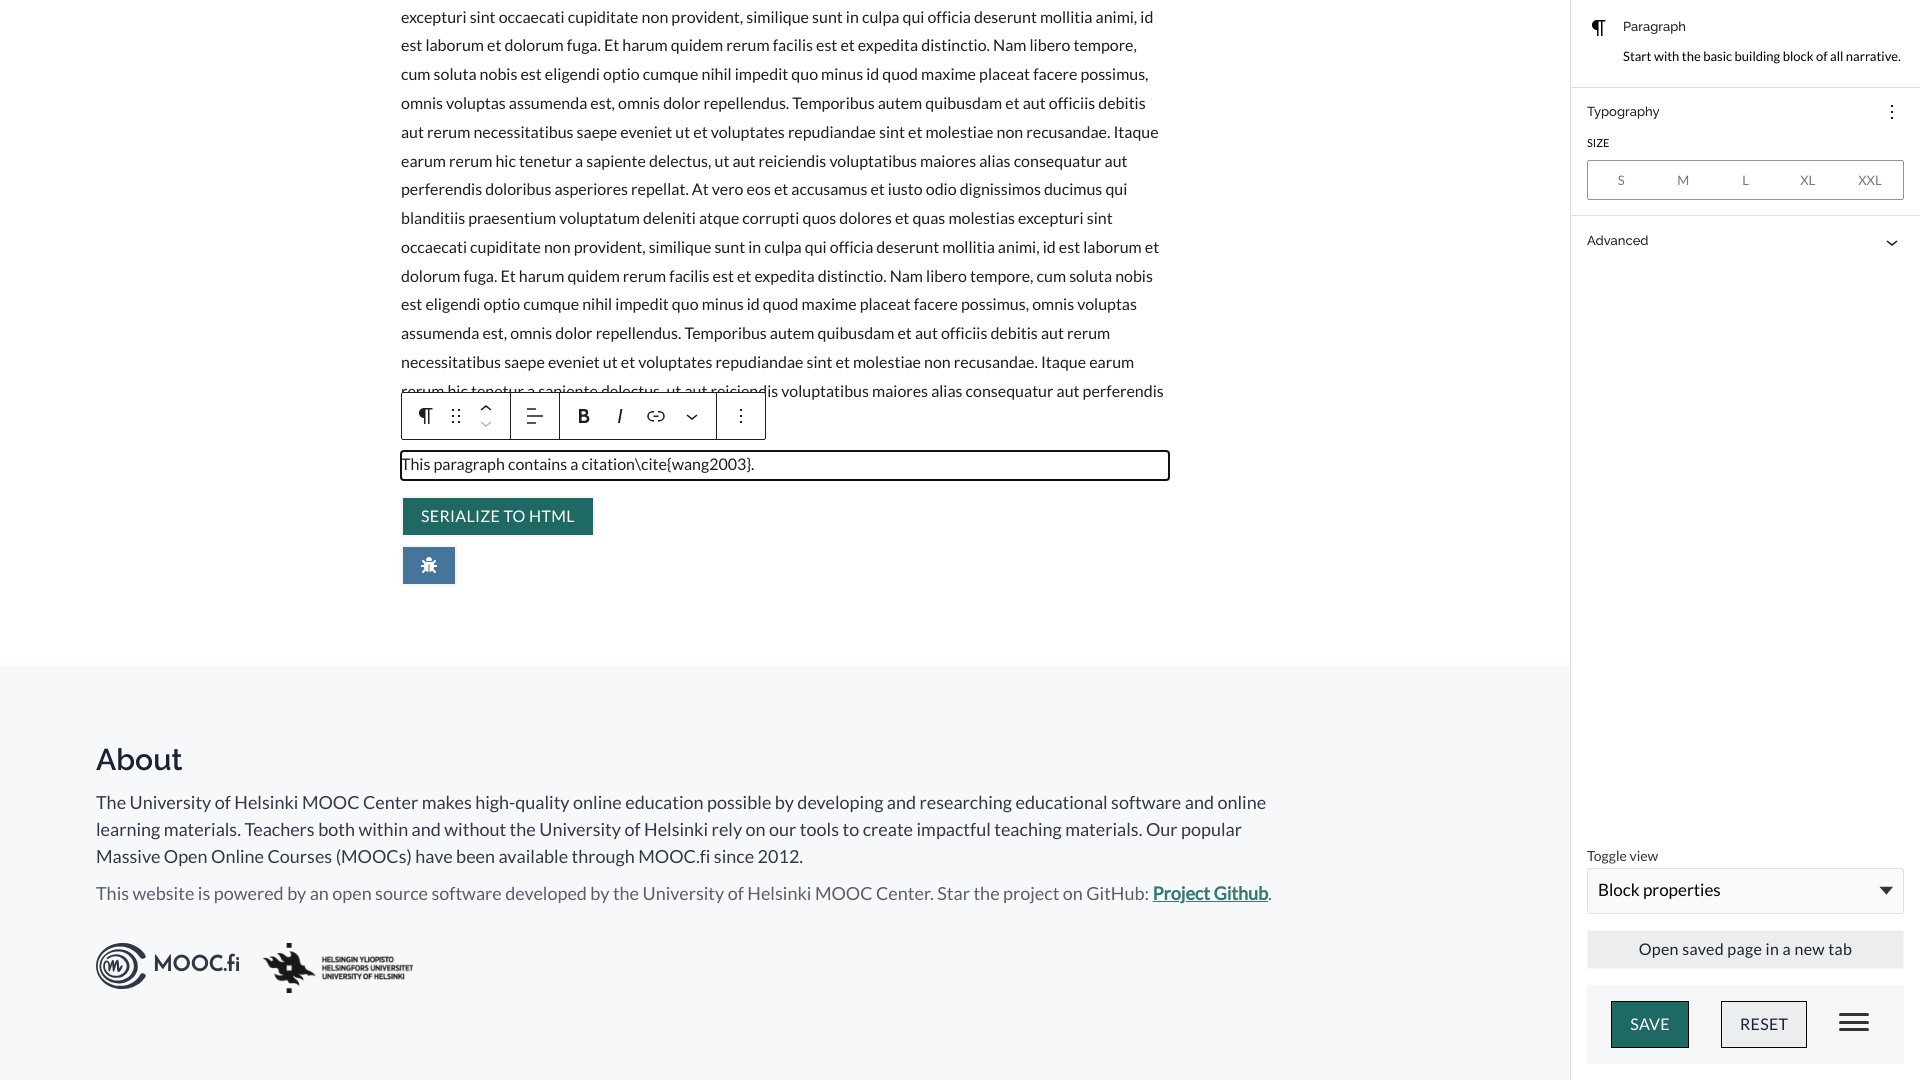 excepturi sint occaecati cupiditate non provident, similique sunt in culpa qui officia deserunt mollitia animi, id
est laborum et dolorum fuga. Et harum quidem rerum facilis est et expedita distinctio. Nam libero tempore,
cum soluta nobis est eligendi optio cumque nihil impedit quo minus id quod maxime placeat facere possimus,
omnis voluptas assumenda est, omnis dolor repellendus. Temporibus autem quibusdam et aut officiis debitis
aut rerum necessitatibus saepe eveniet ut et voluptates repudiandae sint et molestiae non recusandae. Itaque
earum rerum hic tenetur a sapiente delectus, ut aut reiciendis voluptatibus maiores alias consequatur aut
perferendis doloribus asperiores repellat. At vero eos et accusamus et iusto odio dignissimos ducimus qui
blanditiis praesentium voluptatum deleniti atque corrupti quos dolores et quas molestias excepturi sint
occaecati cupiditate non provident, similique sunt in culpa qui officia deserunt mollitia animi, id est laborum et
dolorum fuga. Et harum quidem rerum facilis est et expedita distinctio. Nam libero tempore, cum soluta nobis
est eligendi optio cumque nihil impedit quo minus id quod maxime placeat facere possimus, omnis voluptas
assumenda est, omnis dolor repellendus. Temporibus autem quibusdam et aut officiis debitis aut rerum
necessitatibus saepe eveniet ut et voluptates repudiandae sint et molestiae non recusandae. Itaque earum
rerum hic tenetur a sapiente delectus, ut aut reiciendis voluptatibus maiores alias consequatur aut perferendis
B I
This paragraph contains a citation\cite{wang2003}.
SERIALIZE TO HTML
About
The University of Helsinki MOOC Center makes high-quality online education possible by developing and researching educational software and online
learning materials. Teachers both within and without the University of Helsinki rely on our tools to create impactful teaching materials. Our popular
Massive Open Online Courses (MOOCs) have been available through MOOC.fi since 2012.
This website is powered by an open source software developed by the University of Helsinki MOOC Center. Star the project on GitHub: Project Github.
MOOC.fi
HELSINGIN YLIOPISTO
HELSINGFORS UNIVERSITET
UNIVERSITY OF HELSINKI
Paragraph
Start with the basic building block of all narrative.
Typography
SIZE
S M L XL XXL
Advanced
Toggle view
Block properties
Open saved page in a new tab
SAVE RESET